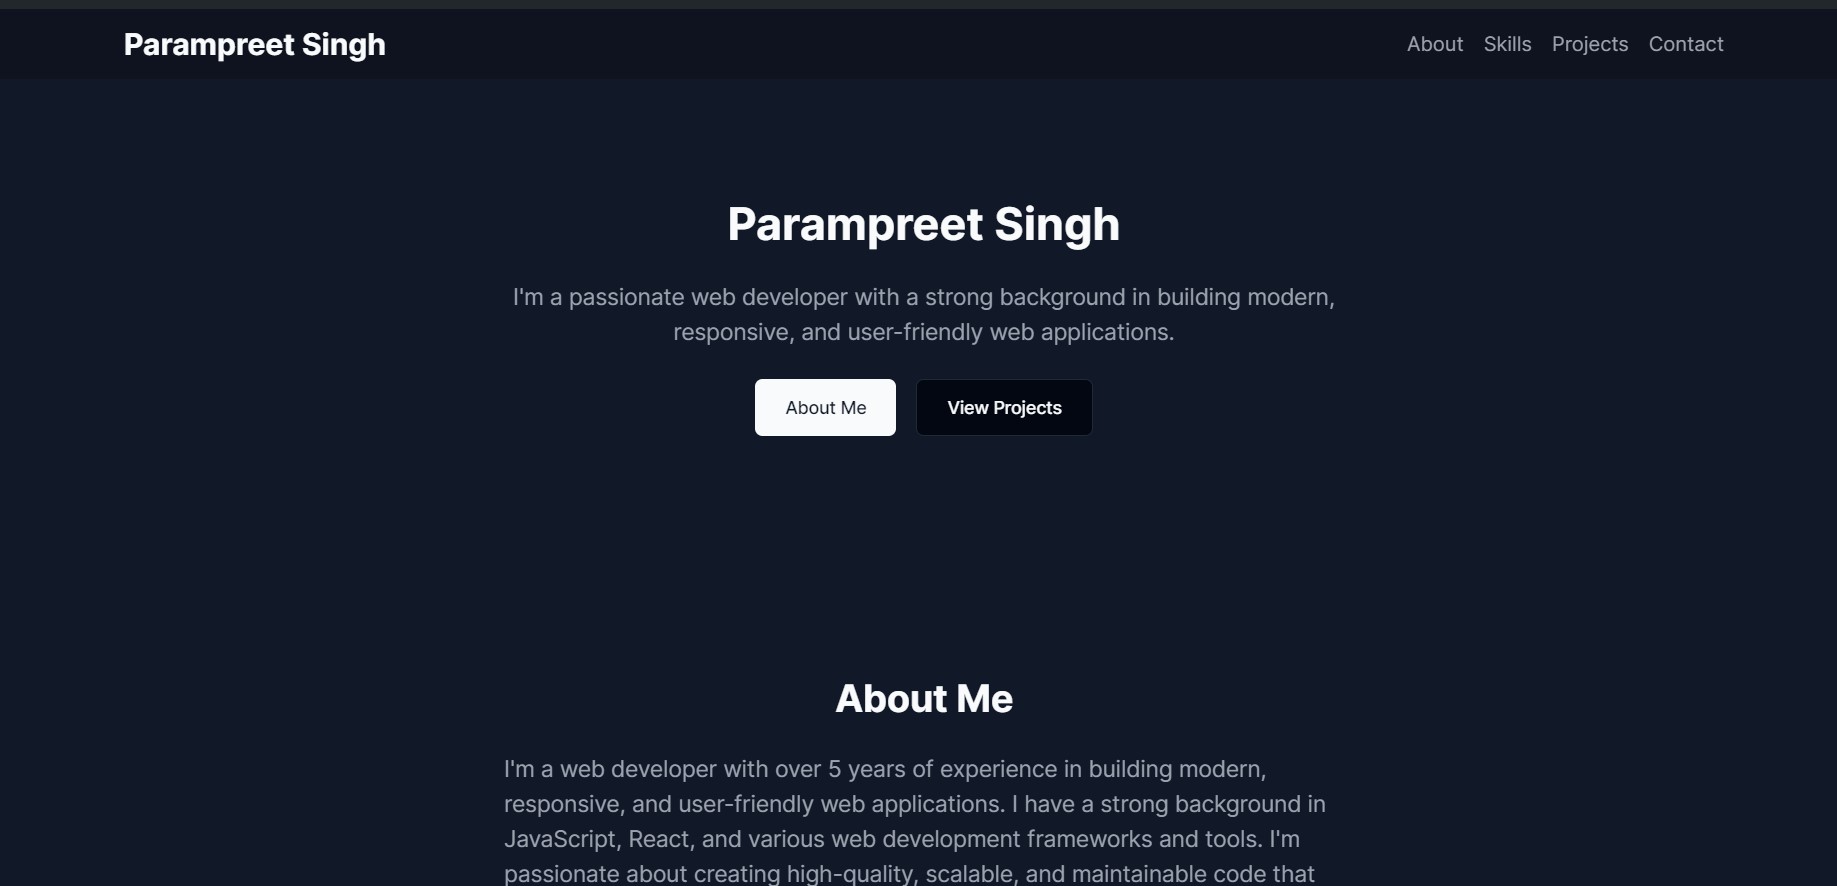 Parampreet Singh
About Skills Projects Contact
Parampreet Singh
I'm a passionate web developer with a strong background in building modern,
responsive, and user-friendly web applications.
About Me
View Projects
About Me
I'm a web developer with over 5 years of experience in building modern,
responsive, and user-friendly web applications. I have a strong background in
JavaScript, React, and various web development frameworks and tools. I'm
passionate about creating high-quality, scalable, and maintainable code that